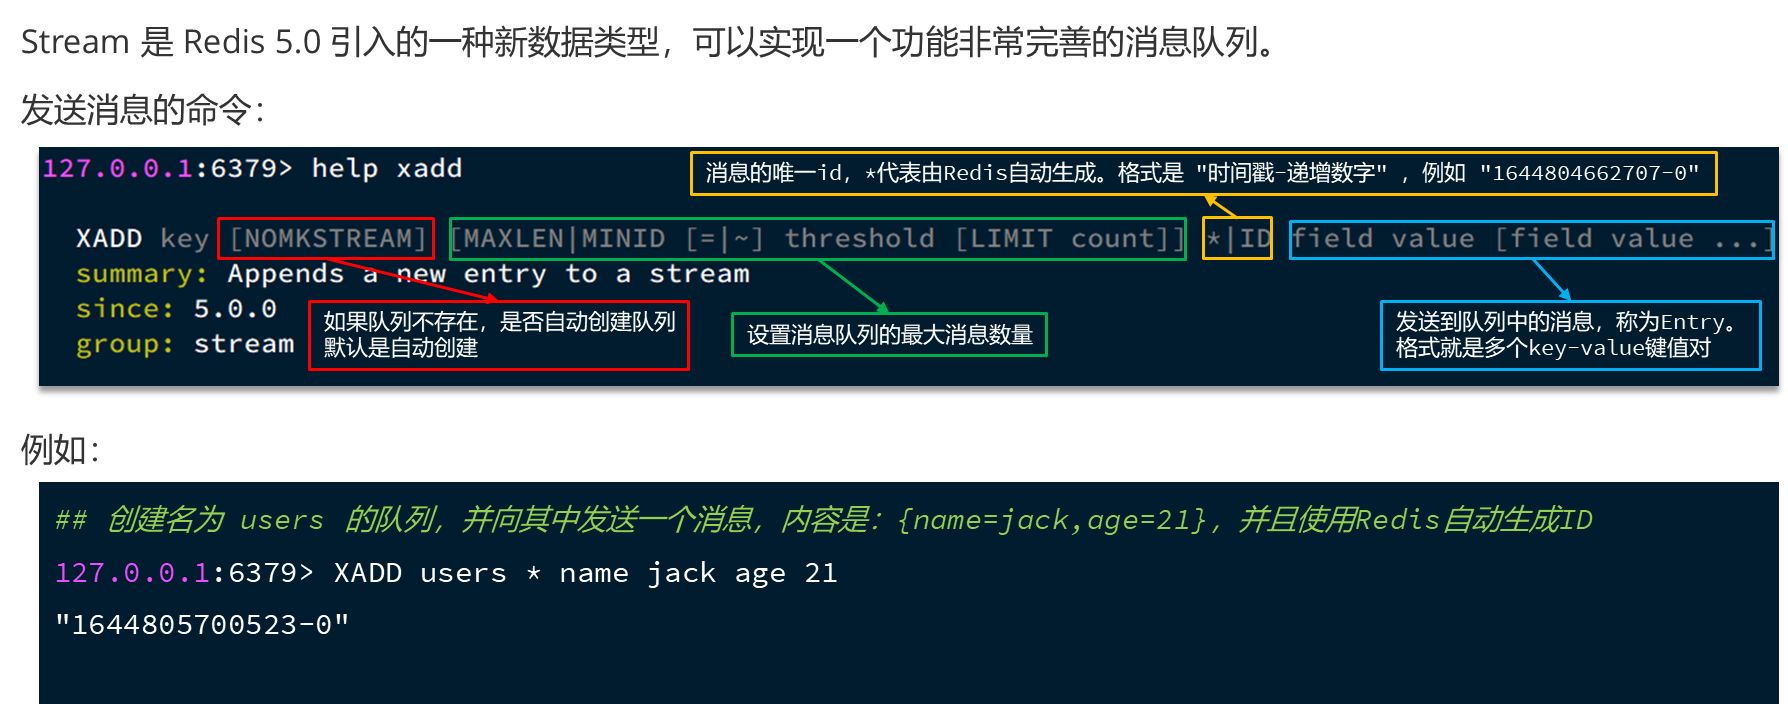 Stream 是 Redis 5.0 引入的一种新数据类型，可以实现一个功能非常完善的消息队列。
发送消息的命令：
127.0.0.1:6379> help xadd
消息的唯一id，*代表由Redis自动生成。格式是 "时间戳-递增数字" ，例如 "1644804662707-0"
XADD key [NOMKSTREAM] [MAXLEN|MINID [=|~] threshold [LIMIT count]] *|ID field value [field value ...]
summary: Appends a new entry to a stream
since: 5.0.0
group: stream
如果队列不存在，是否自动创建队列
默认是自动创建
设置消息队列的最大消息数量
发送到队列中的消息，称为Entry。
格式就是多个key-value键值对
例如：
## 创建名为 users 的队列，并向其中发送一个消息，内容是：{name=jack,age=21}，并且使用Redis自动生成ID
127.0.0.1:6379> XADD users * name jack age 21
"1644805700523-0"